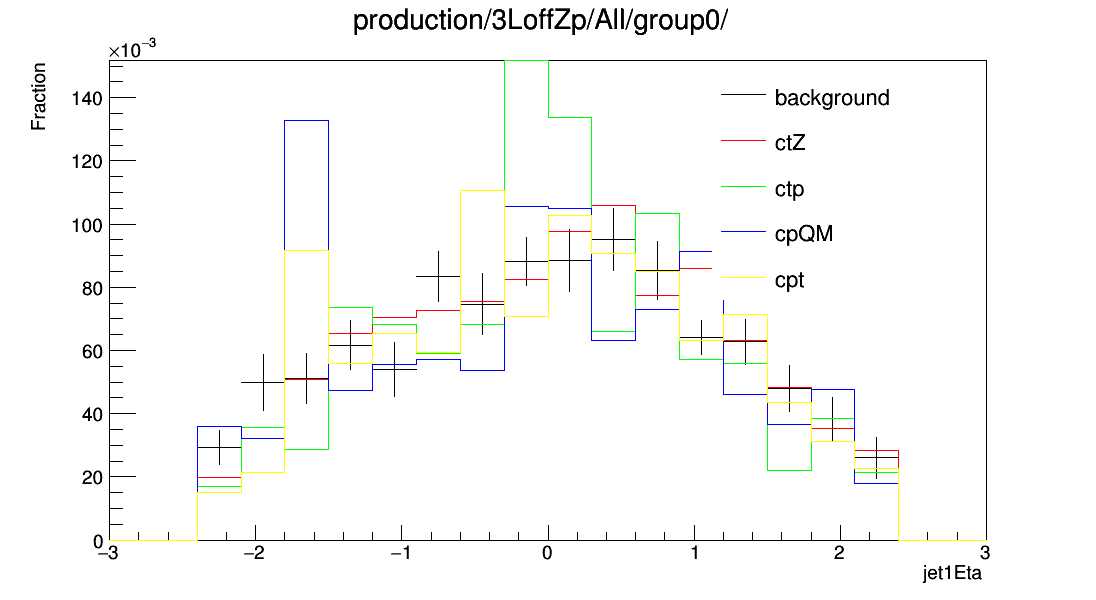 production/3LoffZp/All/group0/
×10⁻³
Fraction
140
120
100
80
60
40
20
0
background
ctZ
ctp
cpQM
cpt
−3 −2 −1 0 1 2 3
jet1Eta